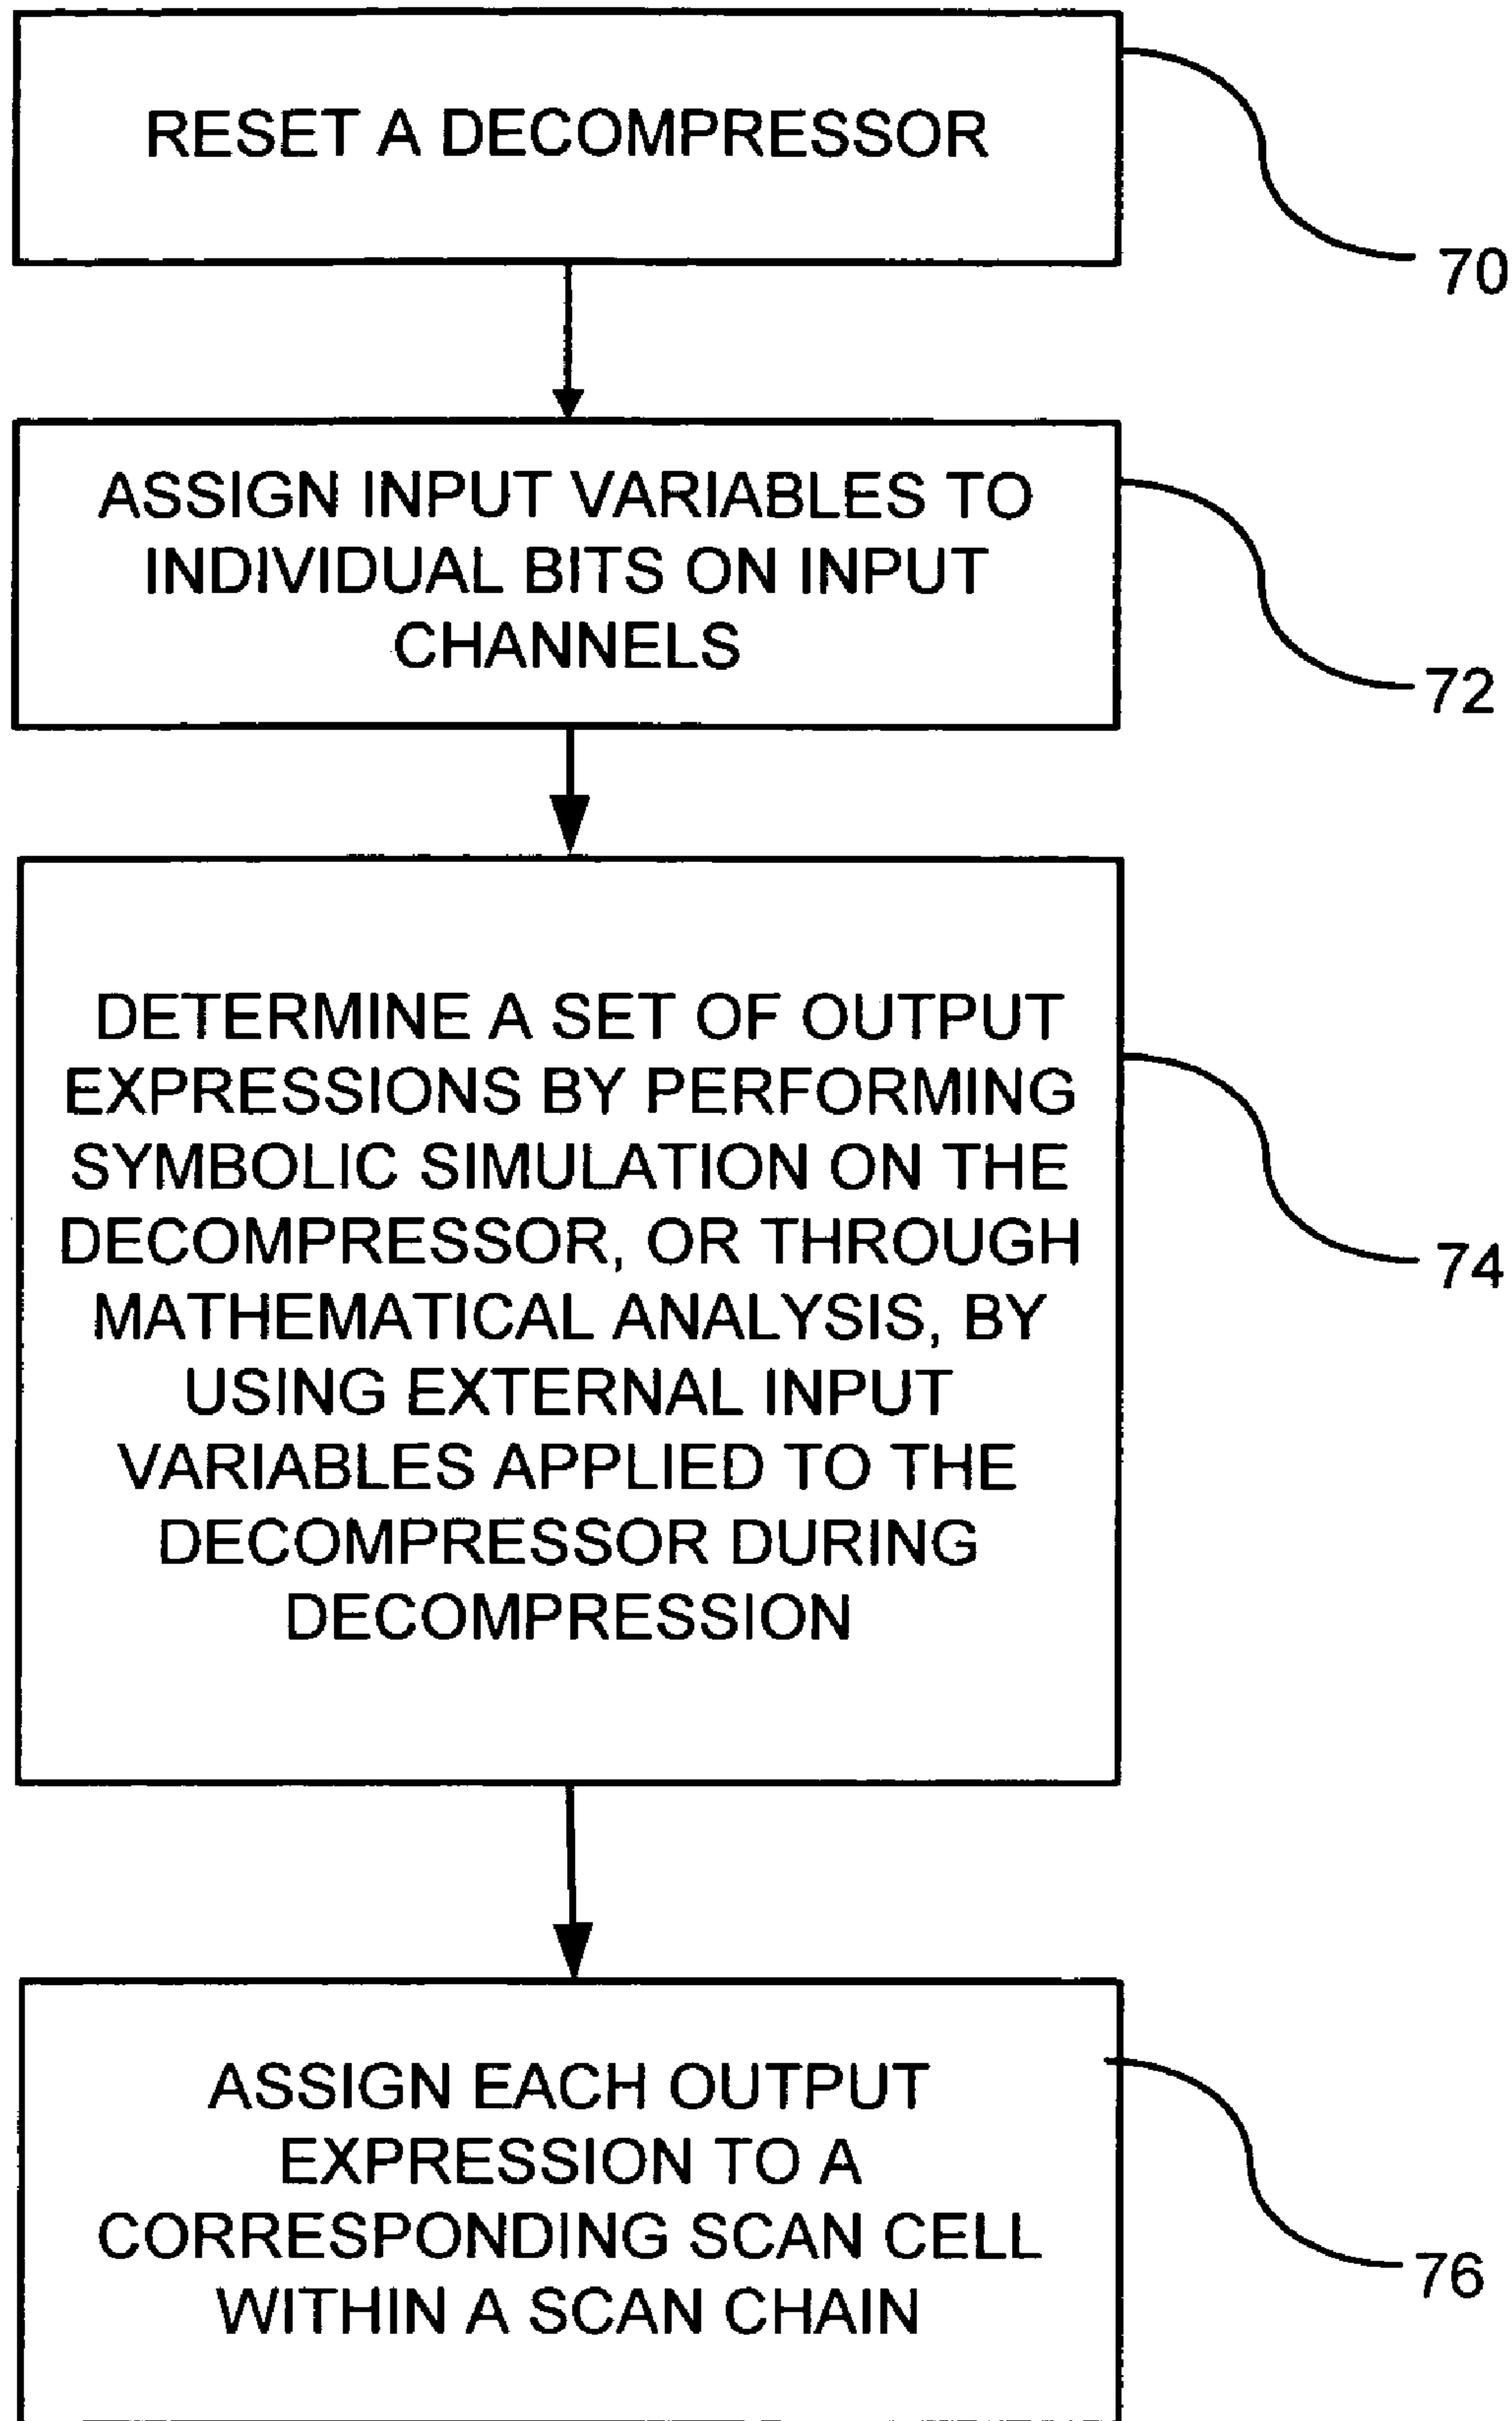 RESET A DECOMPRESSOR
70
ASSIGN INPUT VARIABLES TO
INDIVIDUAL BITS ON INPUT
CHANNELS
72
DETERMINE A SET OF OUTPUT
EXPRESSIONS BY PERFORMING
SYMBOLIC SIMULATION ON THE
DECOMPRESSOR, OR THROUGH
MATHEMATICAL ANALYSIS, BY
USING EXTERNAL INPUT
VARIABLES APPLIED TO THE
DECOMPRESSOR DURING
DECOMPRESSION
74
ASSIGN EACH OUTPUT
EXPRESSION TO A
CORRESPONDING SCAN CELL
WITHIN A SCAN CHAIN
76